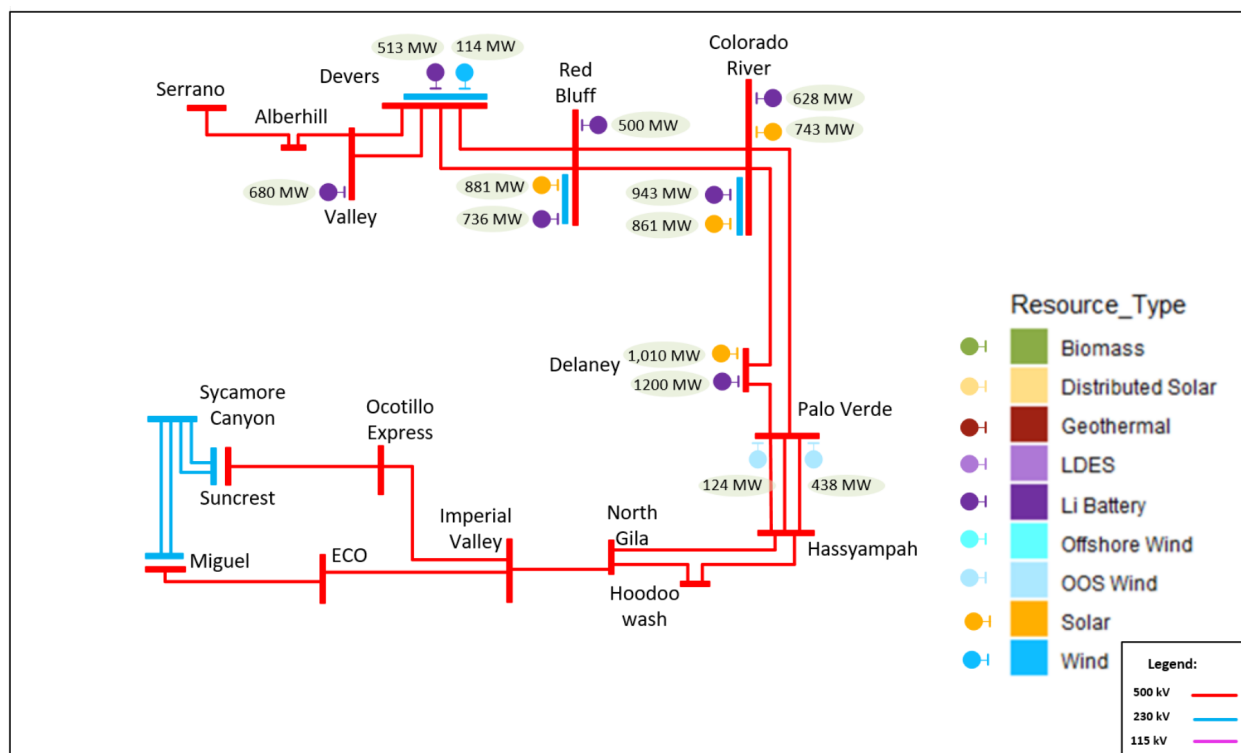 513 MW
114 MW
Colorado
River
Devers
Red
Bluff
Serrano
Alberhill
628 MW
500 MW
743 MW
881 MW
943 MW
680 MW
736 MW
861 MW
Valley
Resource_Type
Biomass
Distributed Solar
Geothermal
LDES
Li Battery
Offshore Wind
OOS Wind
Solar
Wind
1,010 MW
Delaney
1200 MW
Sycamore
Canyon
Ocotillo
Express
Palo Verde
124 MW
438 MW
Suncrest
Imperial
Valley
North
Gila
Hassyampah
Miguel
ECO
Hoodoo
wash
Legend:
500 kV
230 kV
115 kV